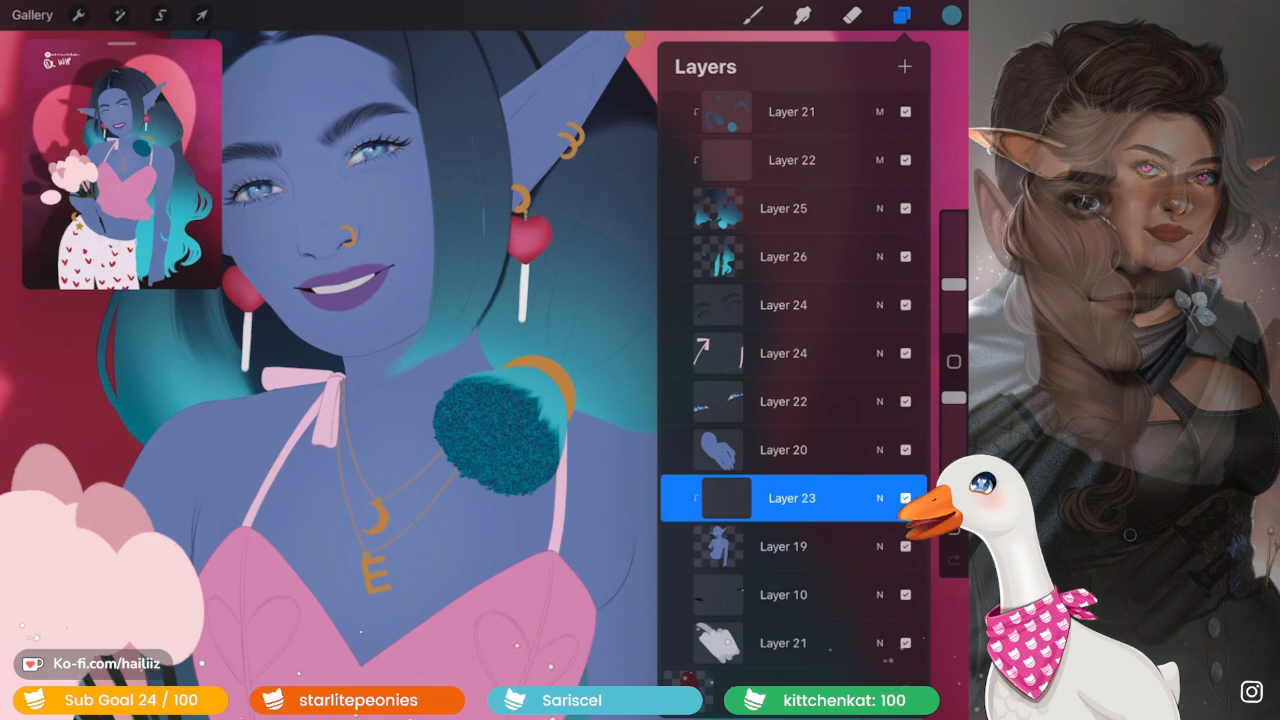 Gallery
QL WIP
Layers
Layer 21 M
Layer 22 M
Layer 25 N
Layer 26 N
Layer 24 N
Layer 24 N
Layer 22 N
Layer 20 N
Layer 23 N
Layer 19 N
Layer 10 N
Layer 21 N
E
Ko-fi.com/hailiiz
Sub Goal 24 / 100
starlitepeonies
Sariscel
kittchenkat: 100